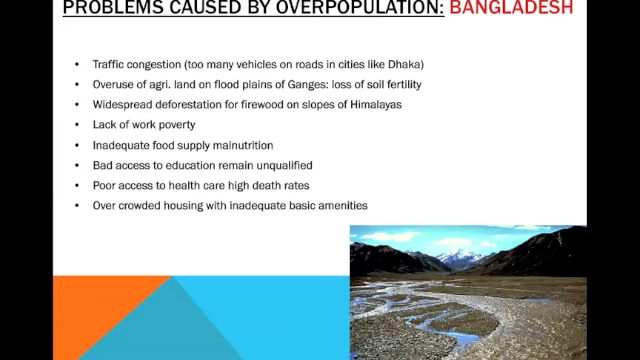 PROBLEMS CAUSED BY OVERPOPULATION: BANGLADESH
• Traffic congestion (too many vehicles on roads in cities like Dhaka)
• Overuse of agri. land on flood plains of Ganges: loss of soil fertility
• Widespread deforestation for firewood on slopes of Himalayas
• Lack of work poverty
• Inadequate food supply malnutrition
• Bad access to education remain unqualified
• Poor access to health care high death rates
• Over crowded housing with inadequate basic amenities